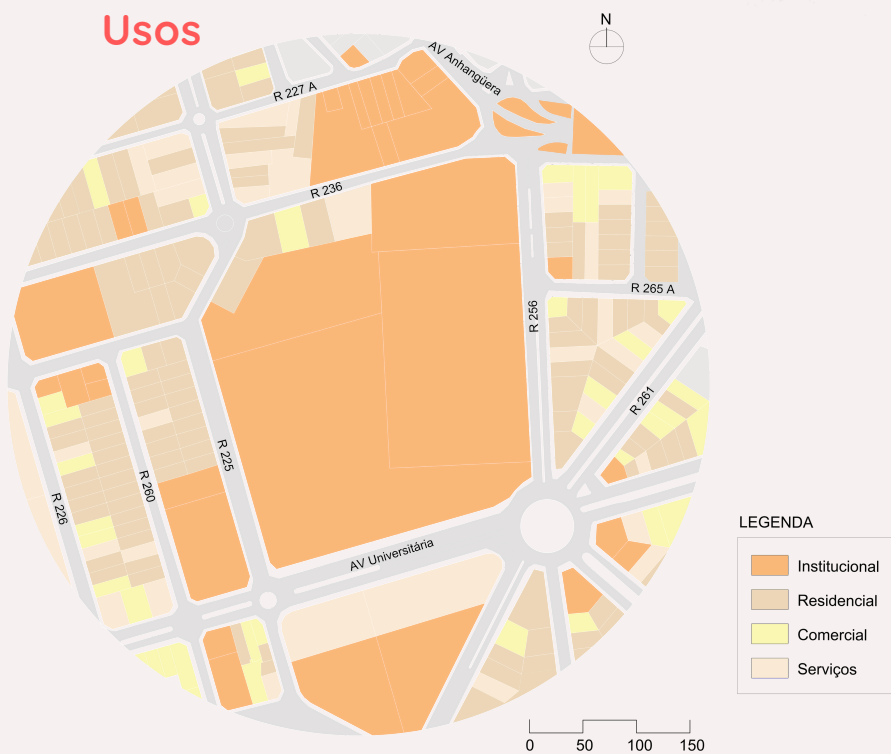 Usos
N
AV Anhangüera
R 227 A
R 236
R 265 A
R 256
R 261
R 225
R 260
R 226
AV Universitária
LEGENDA
Institucional
Residencial
Comercial
Serviços
0 50 100 150